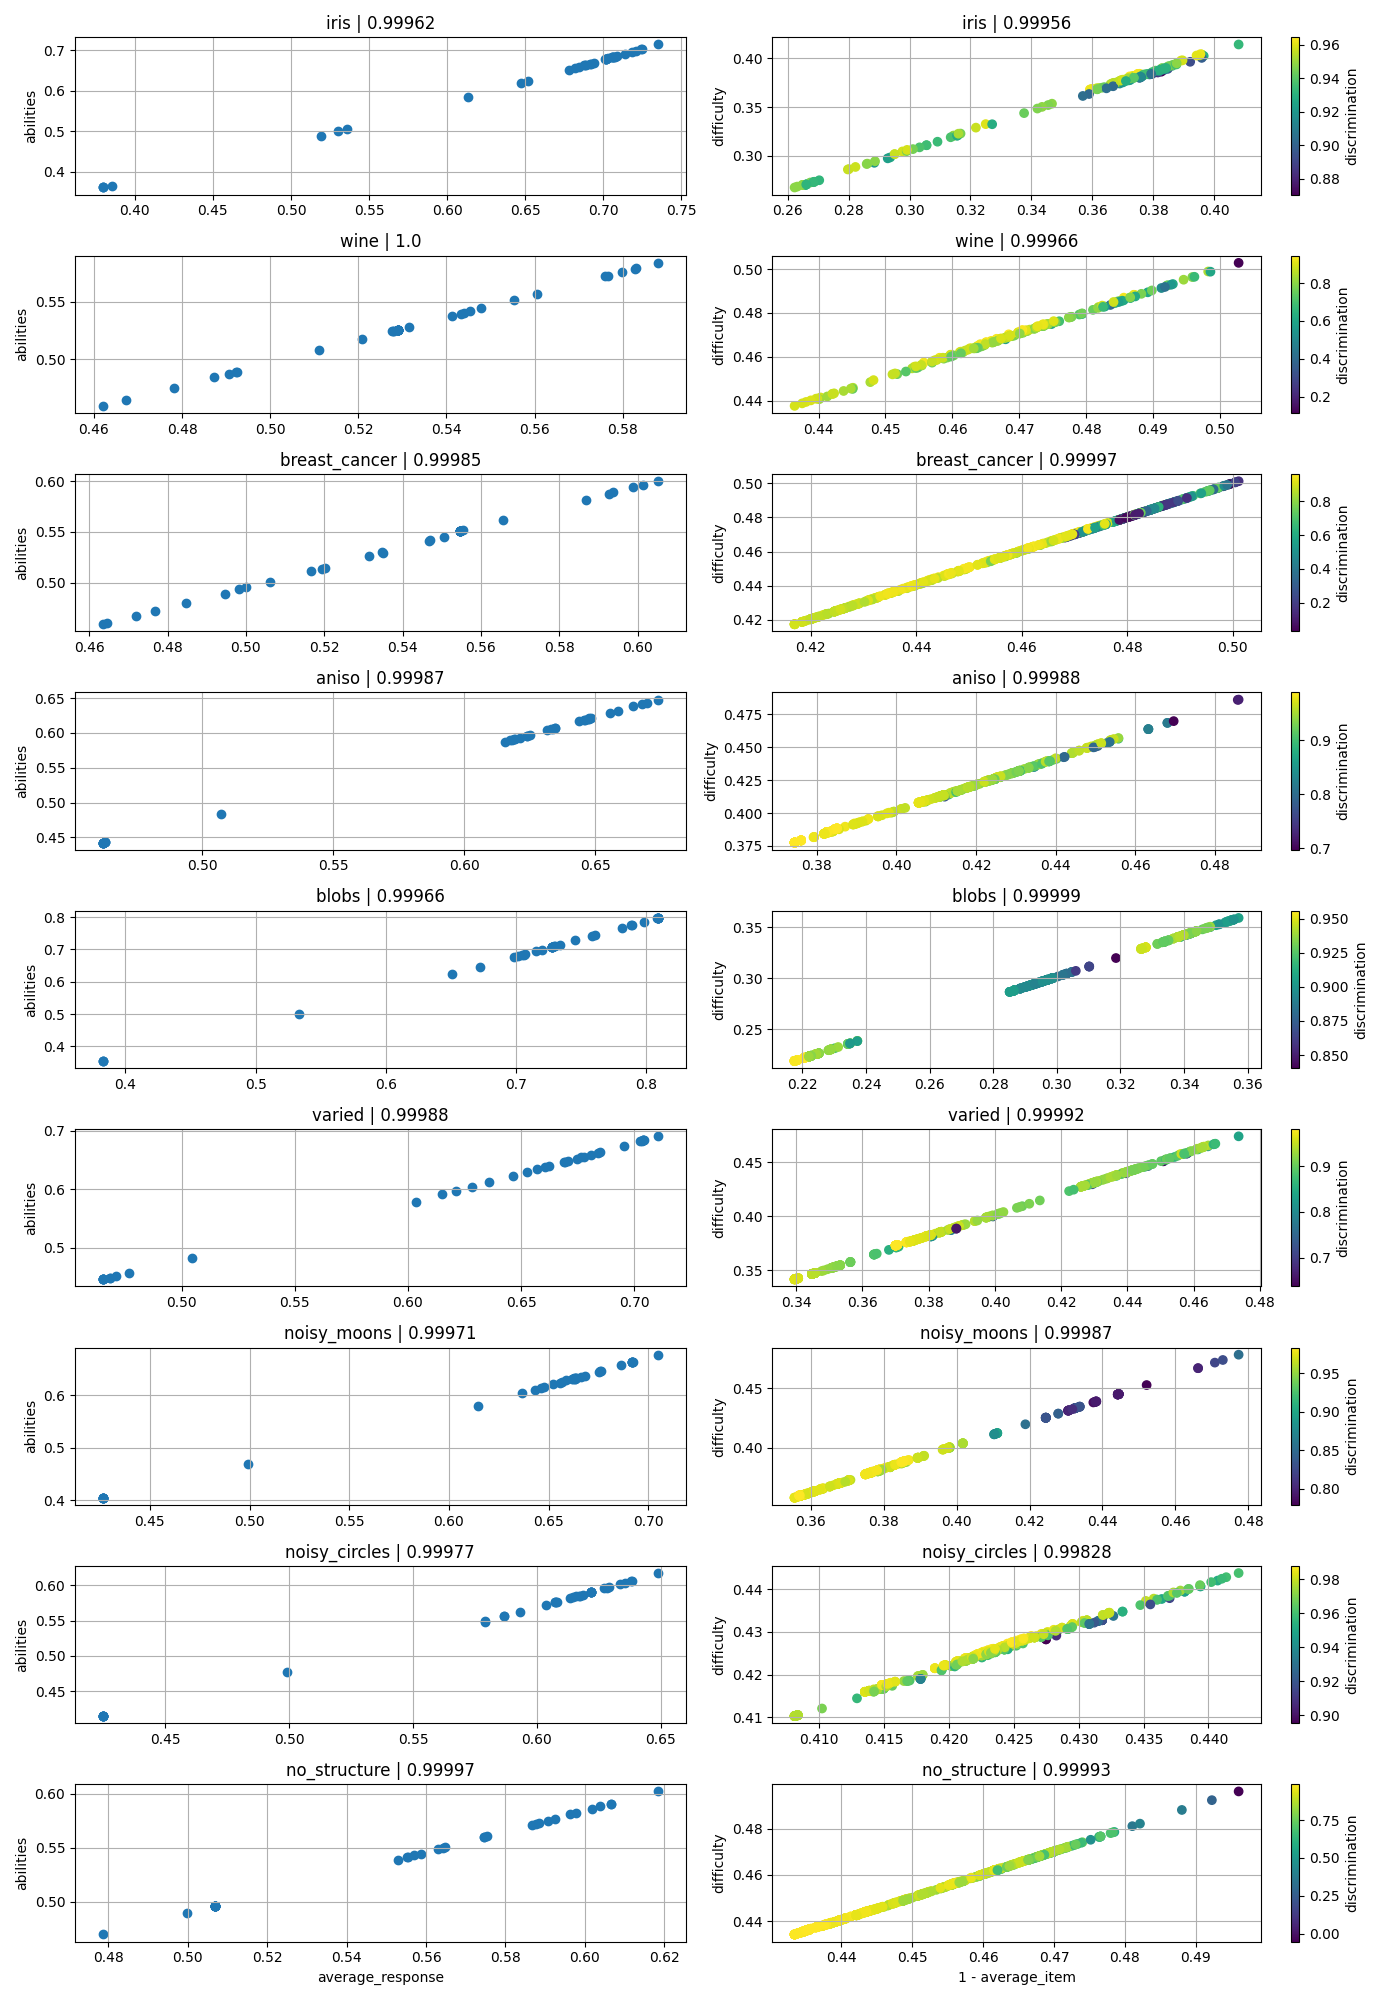 iris | 0.99962
abilities
0.7
0.6
0.5
0.4
0.40 0.45 0.50 0.55 0.60 0.65 0.70 0.75
iris | 0.99956
difficulty
0.40
0.35
0.30
0.26 0.28 0.30 0.32 0.34 0.36 0.38 0.40
0.96
0.94
0.92
0.90
0.88
discrimination
wine | 1.0
abilities
0.55
0.50
0.46 0.48 0.50 0.52 0.54 0.56 0.58
wine | 0.99966
difficulty
0.50
0.48
0.46
0.44
0.44 0.45 0.46 0.47 0.48 0.49 0.50
0.8
0.6
0.4
0.2
discrimination
breast_cancer | 0.99985
abilities
0.60
0.55
0.50
0.46 0.48 0.50 0.52 0.54 0.56 0.58 0.60
breast_cancer | 0.99997
difficulty
0.50
0.48
0.46
0.44
0.42
0.42 0.44 0.46 0.48 0.50
0.8
0.6
0.4
0.2
discrimination
aniso | 0.99987
abilities
0.65
0.60
0.55
0.50
0.45
0.50 0.55 0.60 0.65
aniso | 0.99988
difficulty
0.475
0.450
0.425
0.400
0.375
0.38 0.40 0.42 0.44 0.46 0.48
0.9
0.8
0.7
discrimination
blobs | 0.99966
abilities
0.8
0.7
0.6
0.5
0.4
0.4 0.5 0.6 0.7 0.8
blobs | 0.99999
difficulty
0.35
0.30
0.25
0.22 0.24 0.26 0.28 0.30 0.32 0.34 0.36
0.950
0.925
0.900
0.875
0.850
discrimination
varied | 0.99988
abilities
0.7
0.6
0.5
0.50 0.55 0.60 0.65 0.70
varied | 0.99992
difficulty
0.45
0.40
0.35
0.34 0.36 0.38 0.40 0.42 0.44 0.46 0.48
0.9
0.8
0.7
discrimination
noisy_moons | 0.99971
abilities
0.6
0.5
0.4
0.45 0.50 0.55 0.60 0.65 0.70
noisy_moons | 0.99987
difficulty
0.45
0.40
0.36 0.38 0.40 0.42 0.44 0.46 0.48
0.95
0.90
0.85
0.80
discrimination
noisy_circles | 0.99977
abilities
0.60
0.55
0.50
0.45
0.45 0.50 0.55 0.60 0.65
noisy_circles | 0.99828
difficulty
0.44
0.43
0.42
0.41
0.410 0.415 0.420 0.425 0.430 0.435 0.440
0.98
0.96
0.94
0.92
0.90
discrimination
no_structure | 0.99997
abilities
0.60
0.55
0.50
0.48 0.50 0.52 0.54 0.56 0.58 0.60 0.62
average_response
no_structure | 0.99993
difficulty
0.48
0.46
0.44
0.44 0.45 0.46 0.47 0.48 0.49
1 - average_item
0.75
0.50
0.25
0.00
discrimination